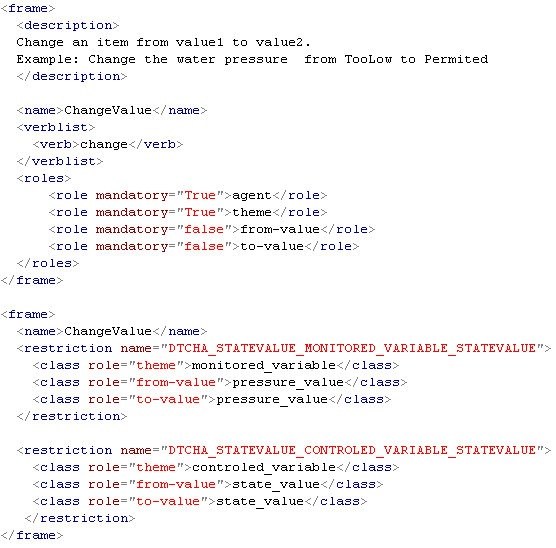 <frame>
<description>
Change an item from value1 to value2.
Example: Change the water pressure  from TooLow to Permited
</description>
<name>ChangeValue</name>
<verblist>
<verb>change</verb>
</verblist>
<roles>
<role mandatory="True">agent</role>
<role mandatory="True">theme</role>
<role mandatory="false">from-value</role>
<role mandatory="false">to-value</role>
</roles>
</frame>
<frame>
<name>ChangeValue</name>
<restriction name="DTCHA_STATEVALUE_MONITORED_VARIABLE_STATEVALUE">
<class role="theme">monitored_variable</class>
<class role="from-value">pressure_value</class>
<class role="to-value">pressure_value</class>
</restriction>
<restriction name="DTCHA_STATEVALUE_CONTROLED_VARIABLE_STATEVALUE">
<class role="theme">controled_variable</class>
<class role="from-value">state_value</class>
<class role="to-value">state_value</class>
</restriction>
</frame>